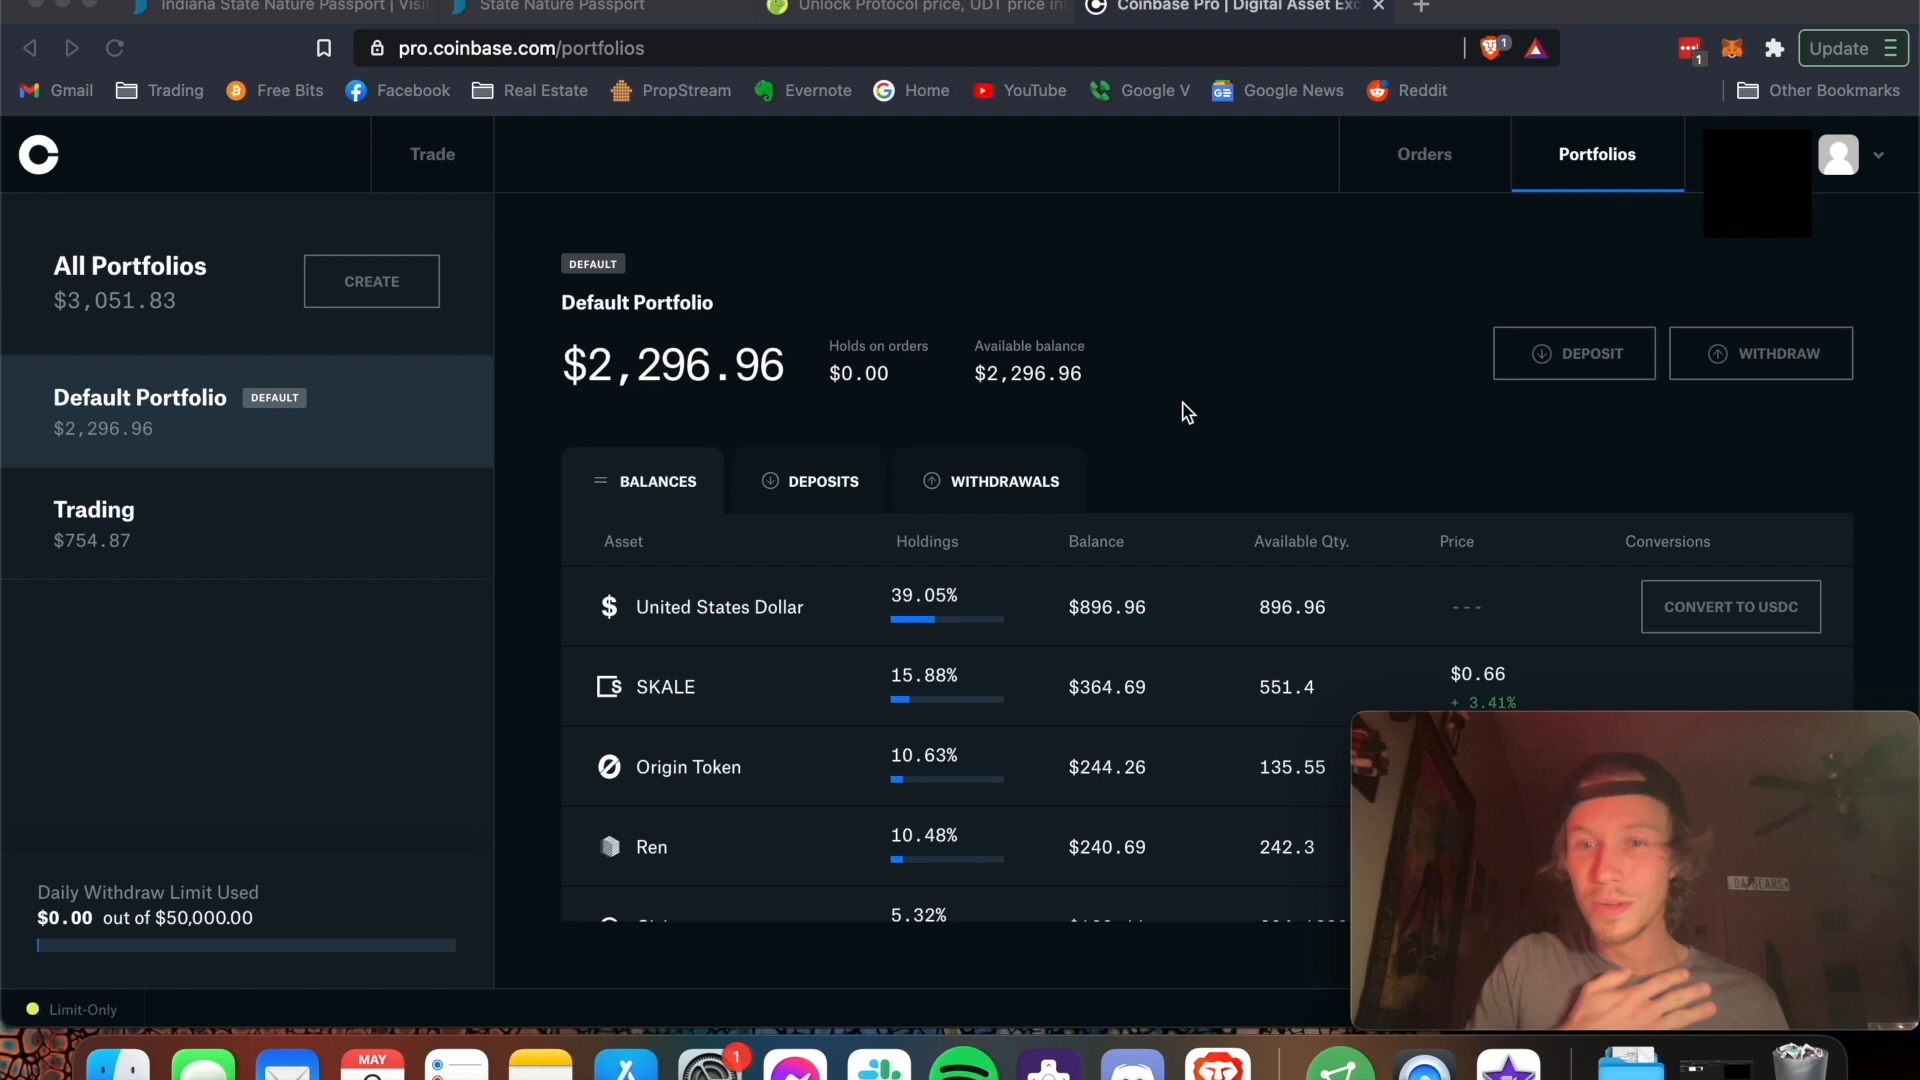 Indiana State Nature Passport | Visit
State Nature Passport
Unlock Protocol price, UDT price in
Coinbase Pro | Digital Asset Exc
pro.coinbase.com/portfolios
1
1
Update
Gmail
Trading
Free Bits
Facebook
Real Estate
PropStream
Evernote
Home
YouTube
Google V
Google News
Reddit
Other Bookmarks
Trade
Orders
Portfolios
All Portfolios
$3,051.83
CREATE
Default Portfolio
DEFAULT
$2,296.96
Trading
$754.87
Daily Withdraw Limit Used
$0.00 out of $50,000.00
Limit-Only
DEFAULT
Default Portfolio
$2,296.96
Holds on orders
$0.00
Available balance
$2,296.96
DEPOSIT
WITHDRAW
BALANCES
DEPOSITS
WITHDRAWALS
Asset Holdings Balance Available Qty. Price Conversions
$ United States Dollar 39.05% $896.96 896.96 --- CONVERT TO USDC
SKALE 15.88% $364.69 551.4 $0.66
+ 3.41%
Origin Token 10.63% $244.26 135.55
Ren 10.48% $240.69 242.3
5.32%
DA BEARS
MAY
1